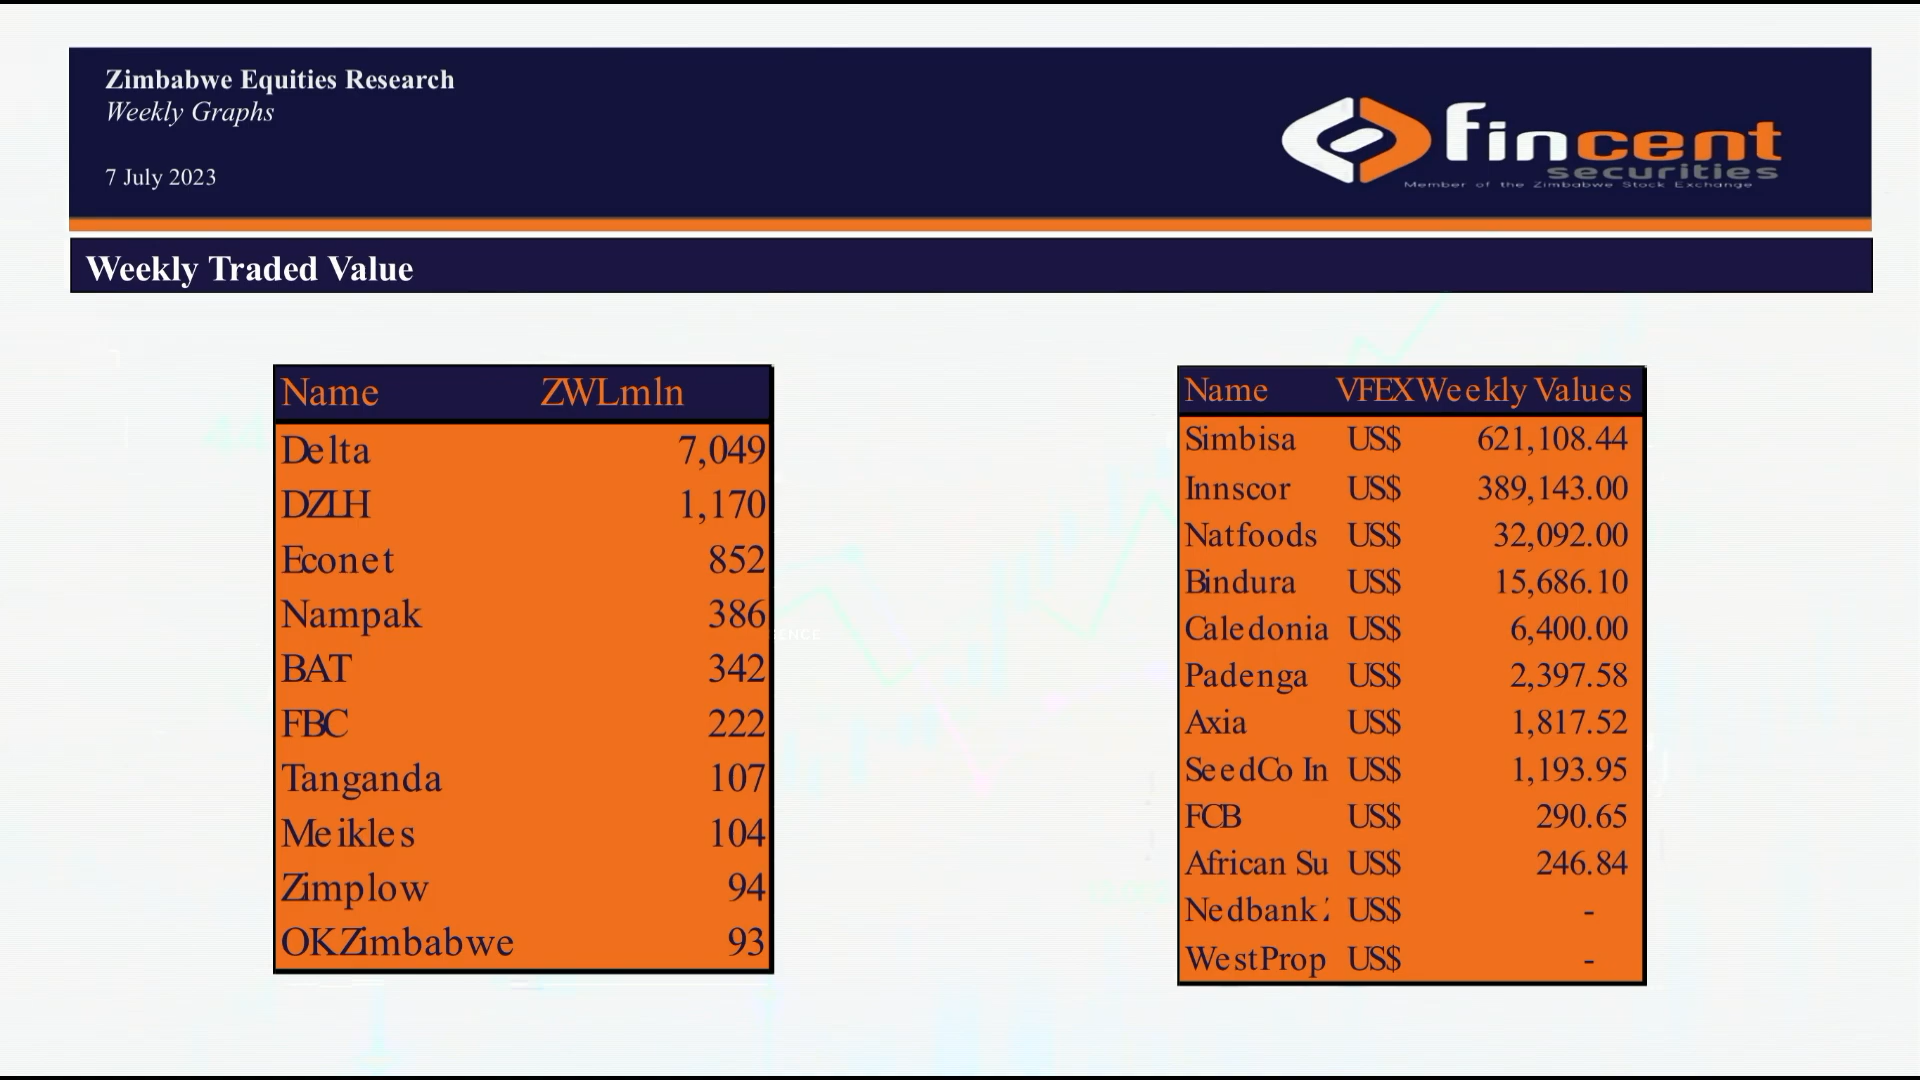 Zimbabwe Equities Research
Weekly Graphs
7 July 2023
fincent
securities
Member of the Zimbabwe Stock Exchange
Weekly Traded Value
Name ZWLmln
Delta 7,049
DZLH 1,170
Econet 852
Nampak 386
BAT 342
FBC 222
Tanganda 107
Meikles 104
Zimplow 94
OK Zimbabwe 93
Name VFEX Weekly Values
Simbisa US$ 621,108.44
Innscor US$ 389,143.00
Natfoods US$ 32,092.00
Bindura US$ 15,686.10
Caledonia US$ 6,400.00
Padenga US$ 2,397.58
Axia US$ 1,817.52
SeedCo In US$ 1,193.95
FCB US$ 290.65
African Su US$ 246.84
Nedbank US$ -
WestProp US$ -